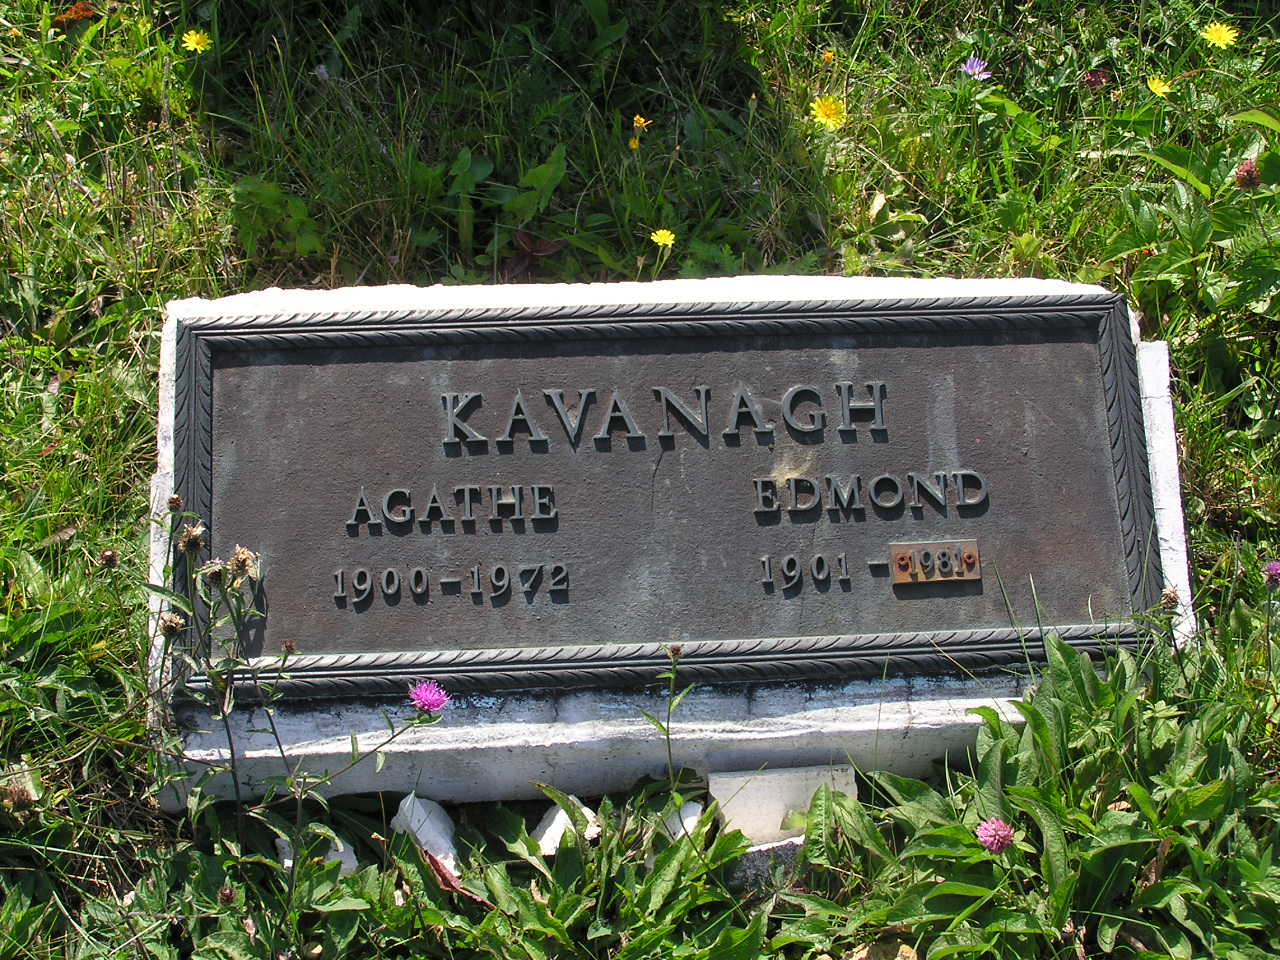 KAVANAGH
AGATHE EDMOND
1900-1972 1901-1981